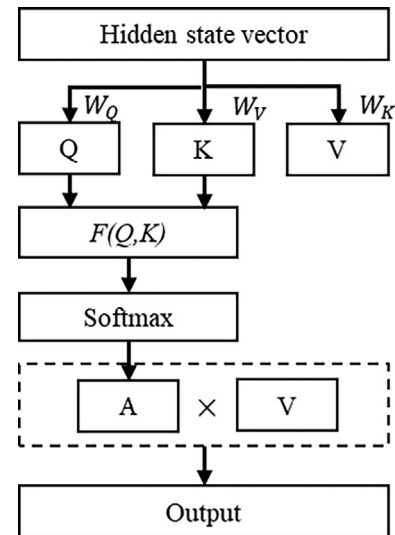 Hidden state vector
W_Q W_V W_K
Q K V
F(Q,K)
Softmax
A × V
Output